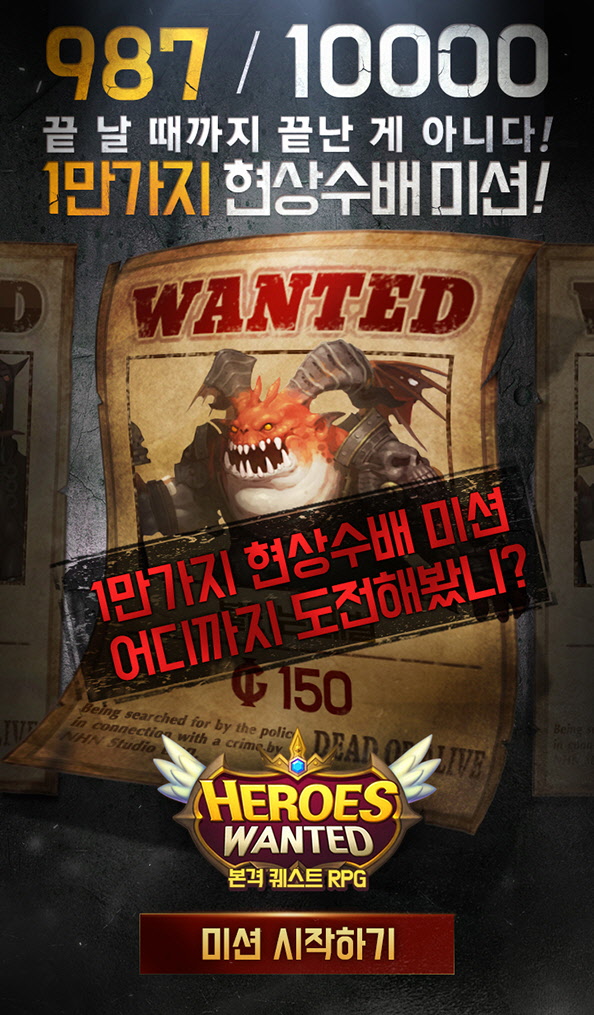 987 / 10000
끝 날 때까지 끝난 게 아니다!
1만가지 현상수배 미션!
WANTED
1만가지 현상수배 미션
어디까지 도전해봤니?
150
Being searched for by the police
in connection with a crime by
NHN Studio
DEAD OR ALIVE
HEROES
WANTED
본격 퀘스트 RPG
미션 시작하기